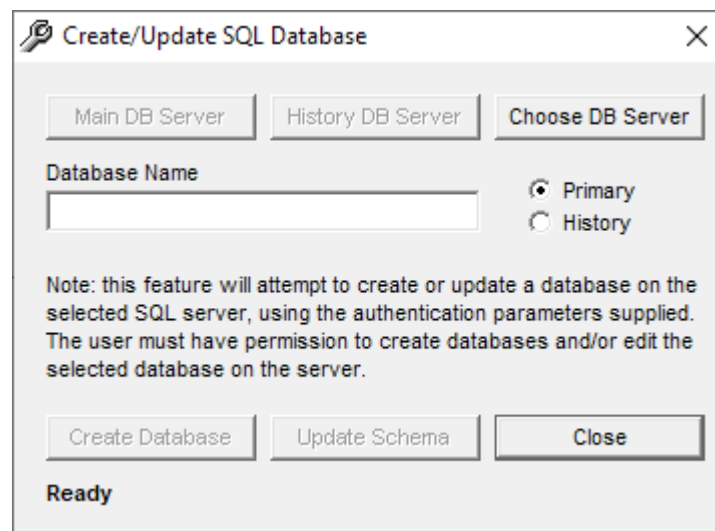 Create/Update SQL Database
Main DB Server History DB Server Choose DB Server
Database Name
Primary
History
Note: this feature will attempt to create or update a database on the
selected SQL server, using the authentication parameters supplied.
The user must have permission to create databases and/or edit the
selected database on the server.
Create Database Update Schema Close
Ready